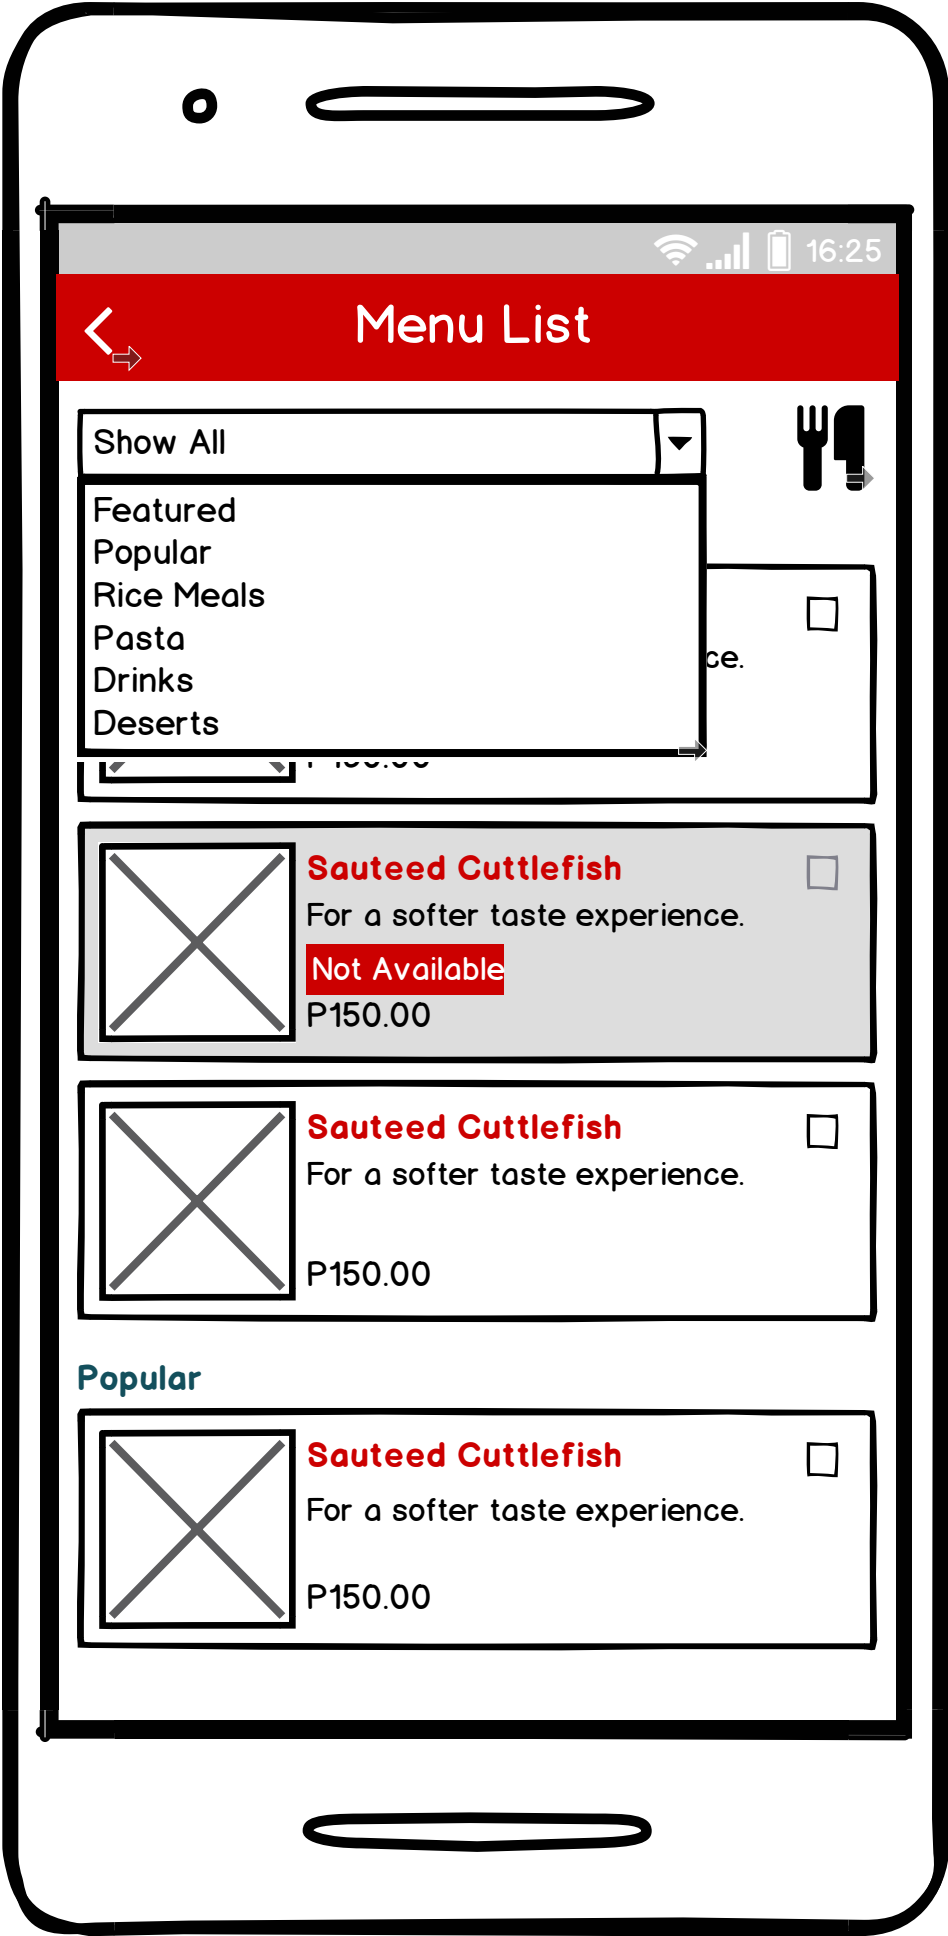 16:25
Menu List
Show All
Featured
Popular
Rice Meals
Pasta
Drinks
Deserts
ce.
Sauteed Cuttlefish
For a softer taste experience.
Not Available
P150.00
Sauteed Cuttlefish
For a softer taste experience.
P150.00
Popular
Sauteed Cuttlefish
For a softer taste experience.
P150.00